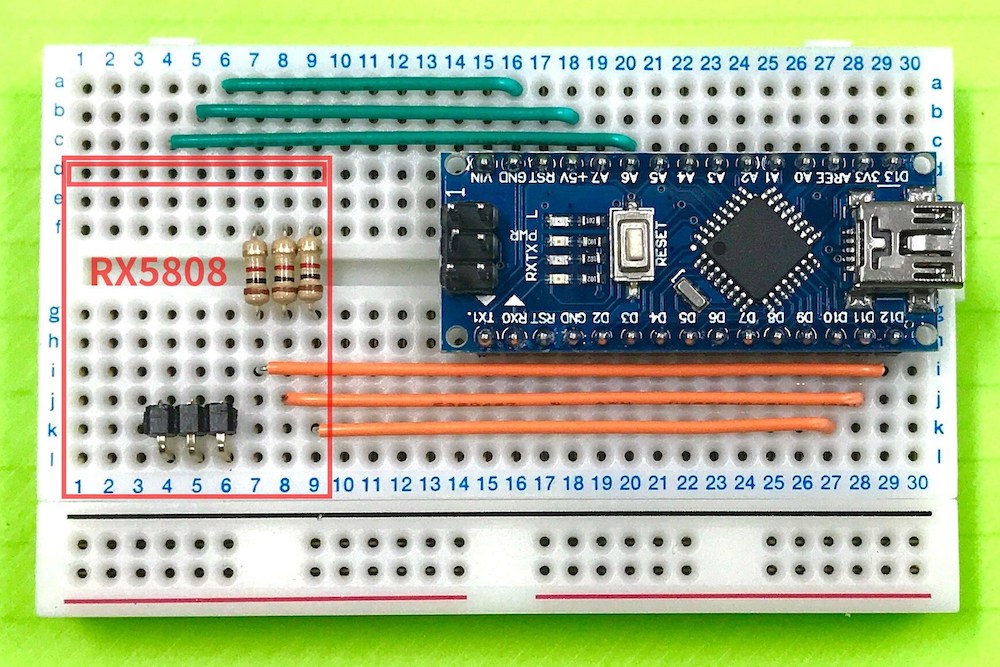 1 2 3 4 5 6 7 8 9 10 11 12 13 14 15 16 17 18 19 20 21 22 23 24 25 26 27 28 29 30
a a
b b
c c
d
VIN GND RST +5V A7 A6 A5 A4 A3 A2 A1 A0 AREF 3V3 D13
e
f
1
L
PWR
RX TX
RESET
RX5808
g g
TX1 RX0 RST GND D2 D3 D4 D5 D6 D7 D8 D9 D10 D11 D12
h h
i i
j j
k k
l l
1 2 3 4 5 6 7 8 9 10 11 12 13 14 15 16 17 18 19 20 21 22 23 24 25 26 27 28 29 30